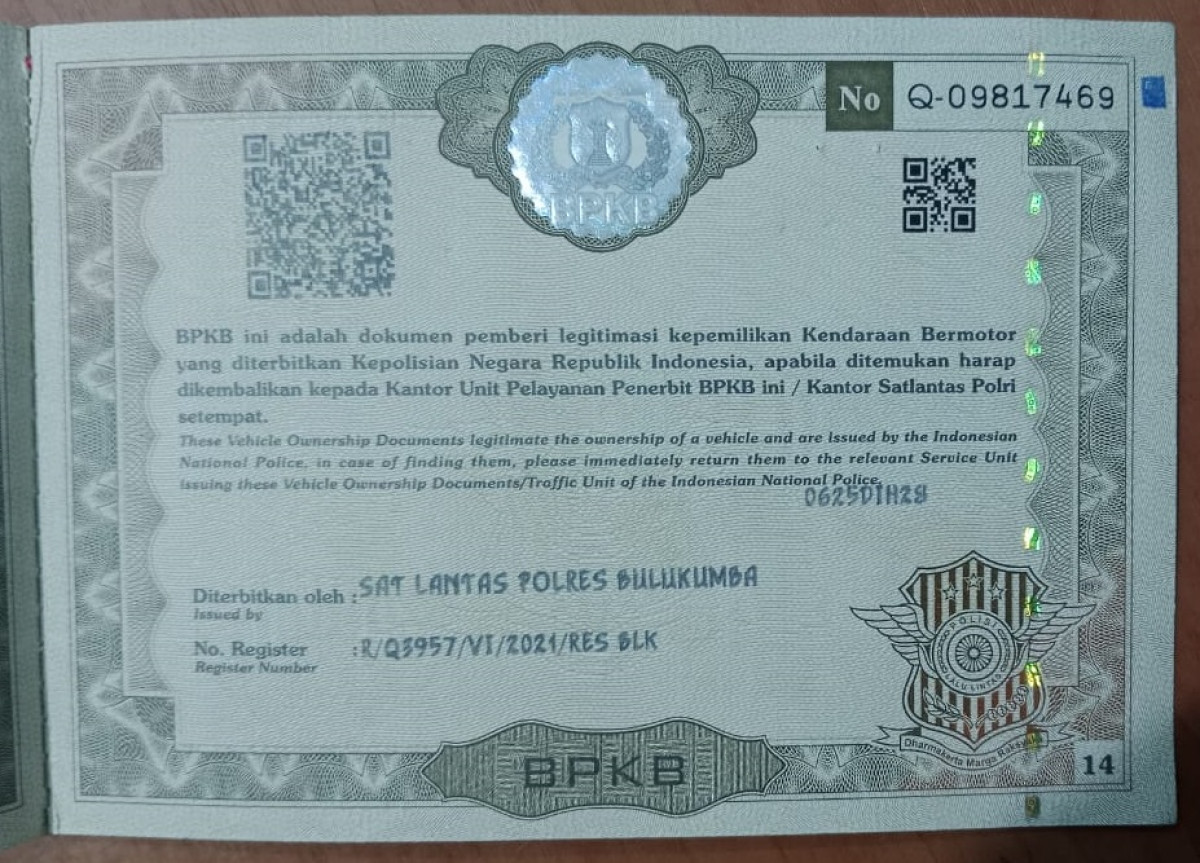 No Q-09817469
BPKB
BPKB ini adalah dokumen pemberi legitimasi kepemilikan Kendaraan Bermotor
yang diterbitkan Kepolisian Negara Republik Indonesia, apabila ditemukan harap
dikembalikan kepada Kantor Unit Pelayanan Penerbit BPKB ini / Kantor Satlantas Polri
setempat.
These Vehicle Ownership Documents legitimate the ownership of a vehicle and are issued by the Indonesian
National Police, in case of finding them, please immediately return them to the relevant Service Unit
issuing these Vehicle Ownership Documents/Traffic Unit of the Indonesian National Police.
0625DIH28
Diterbitkan oleh : SAT LANTAS POLRES BULUKUMBA
Issued by
No. Register : R/Q3957/VI/2021/RES BLK
Register Number
POLISI
LALU LINTAS
Dharmakerta Marga Raksyaka
BPKB
14